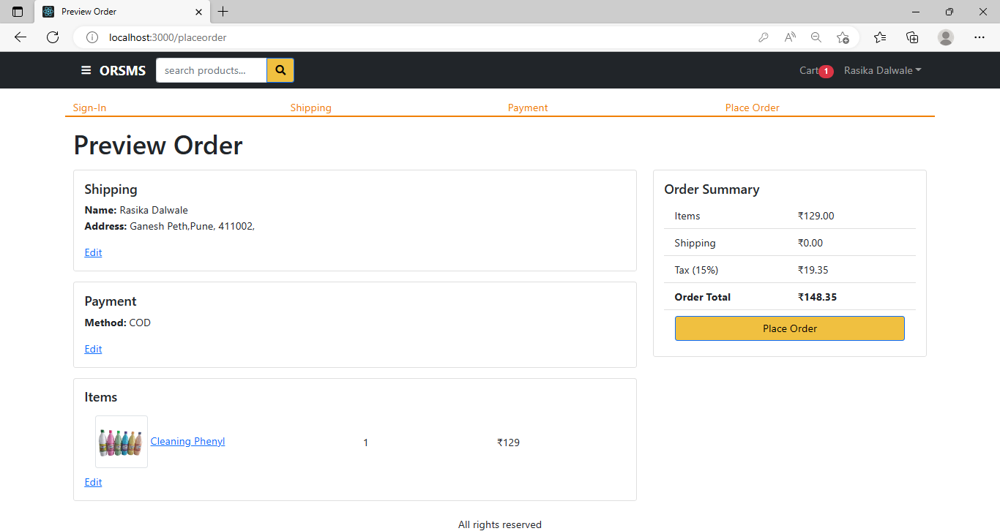 Preview Order
localhost:3000/placeorder
ORSMS
search products...
Cart 1
Rasika Dalwale
Sign-In
Shipping
Payment
Place Order
Preview Order
Shipping
Name: Rasika Dalwale
Address: Ganesh Peth,Pune, 411002,
Edit
Payment
Method: COD
Edit
Items
Cleaning Phenyl 1 ₹129
Edit
Order Summary
Items ₹129.00
Shipping ₹0.00
Tax (15%) ₹19.35
Order Total ₹148.35
Place Order
All rights reserved